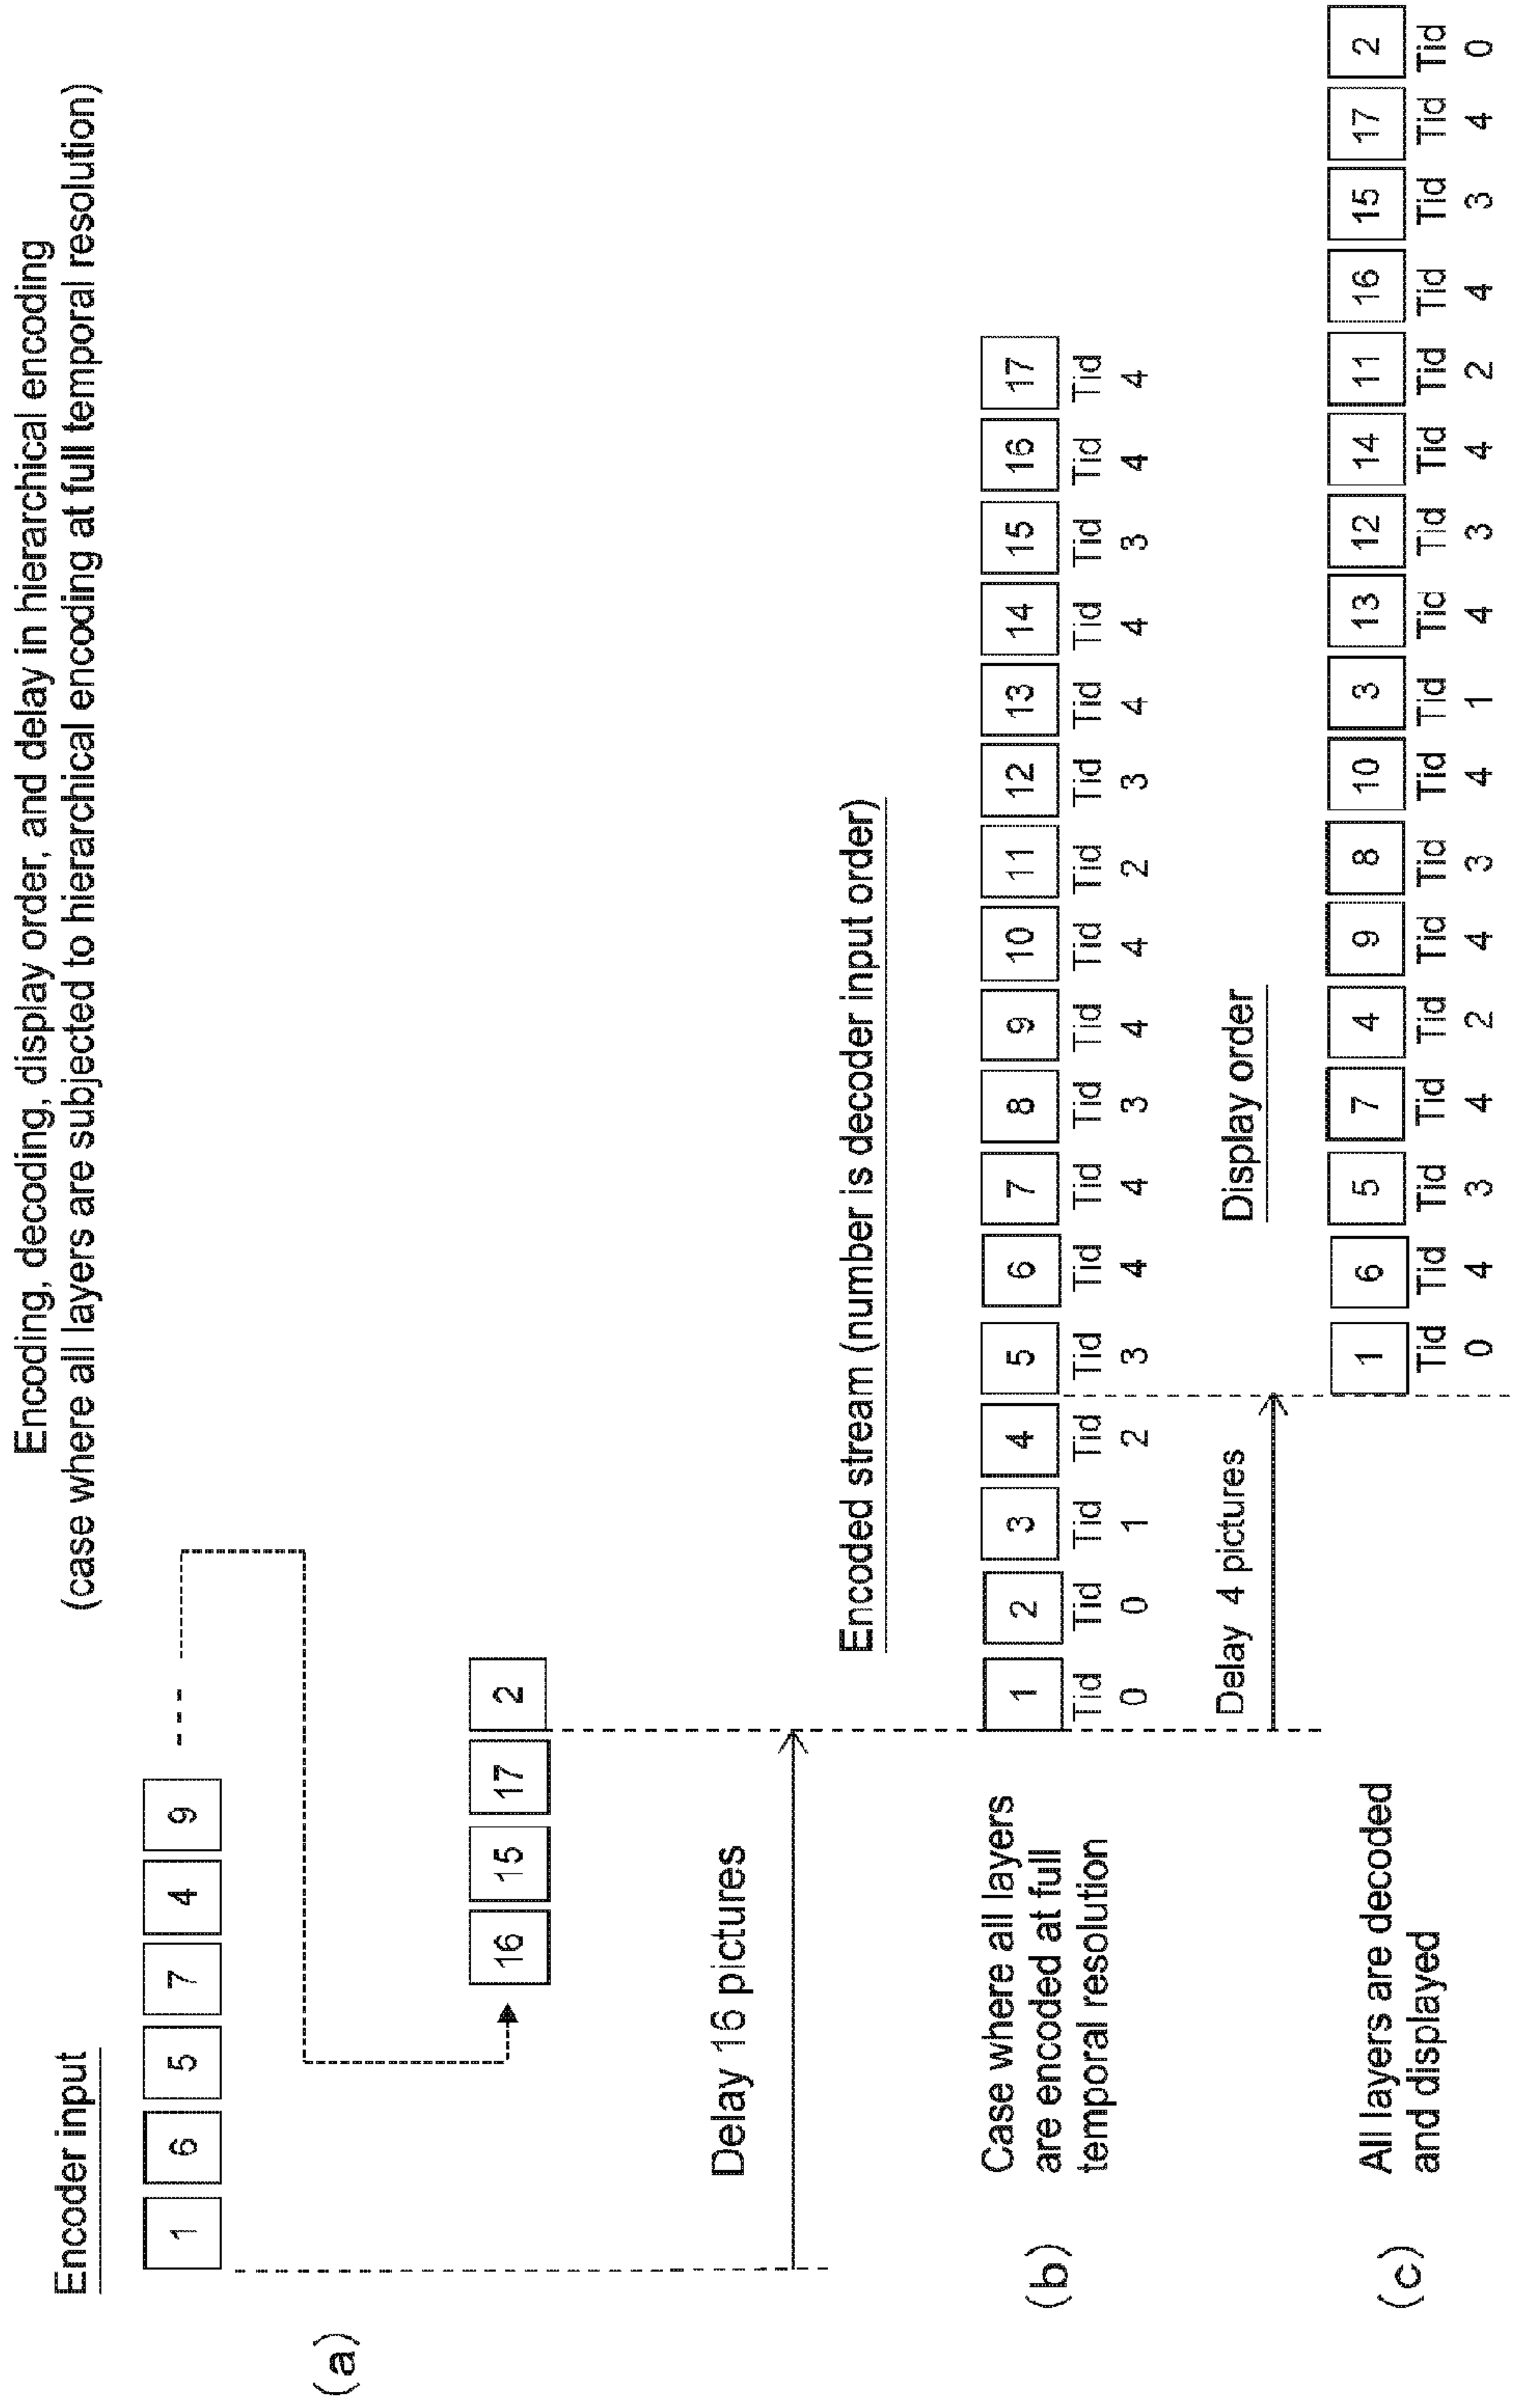 Encoding, decoding, display order, and delay in hierarchical encoding
(case where all layers are subjected to hierarchical encoding at full temporal resolution)
Encoder input
(a)
1 6 5 7 4 9
16 15 17 2
Delay 16 pictures
Encoded stream (number is decoder input order)
(b)
Case where all layers
are encoded at full
temporal resolution
1 2 3 4 5 6 7 8 9 10 11 12 13 14 15 16 17
Tid Tid Tid Tid Tid Tid Tid Tid Tid Tid Tid Tid Tid Tid Tid Tid Tid
0 0 1 2 3 4 4 3 4 4 2 3 4 4 3 4 4
Delay 4 pictures
Display order
(c)
All layers are decoded
and displayed
1 6 5 7 4 9 8 10 3 13 12 14 11 16 15 17 2
Tid Tid Tid Tid Tid Tid Tid Tid Tid Tid Tid Tid Tid Tid Tid Tid Tid
0 4 3 4 2 4 3 4 1 4 3 4 2 4 3 4 0